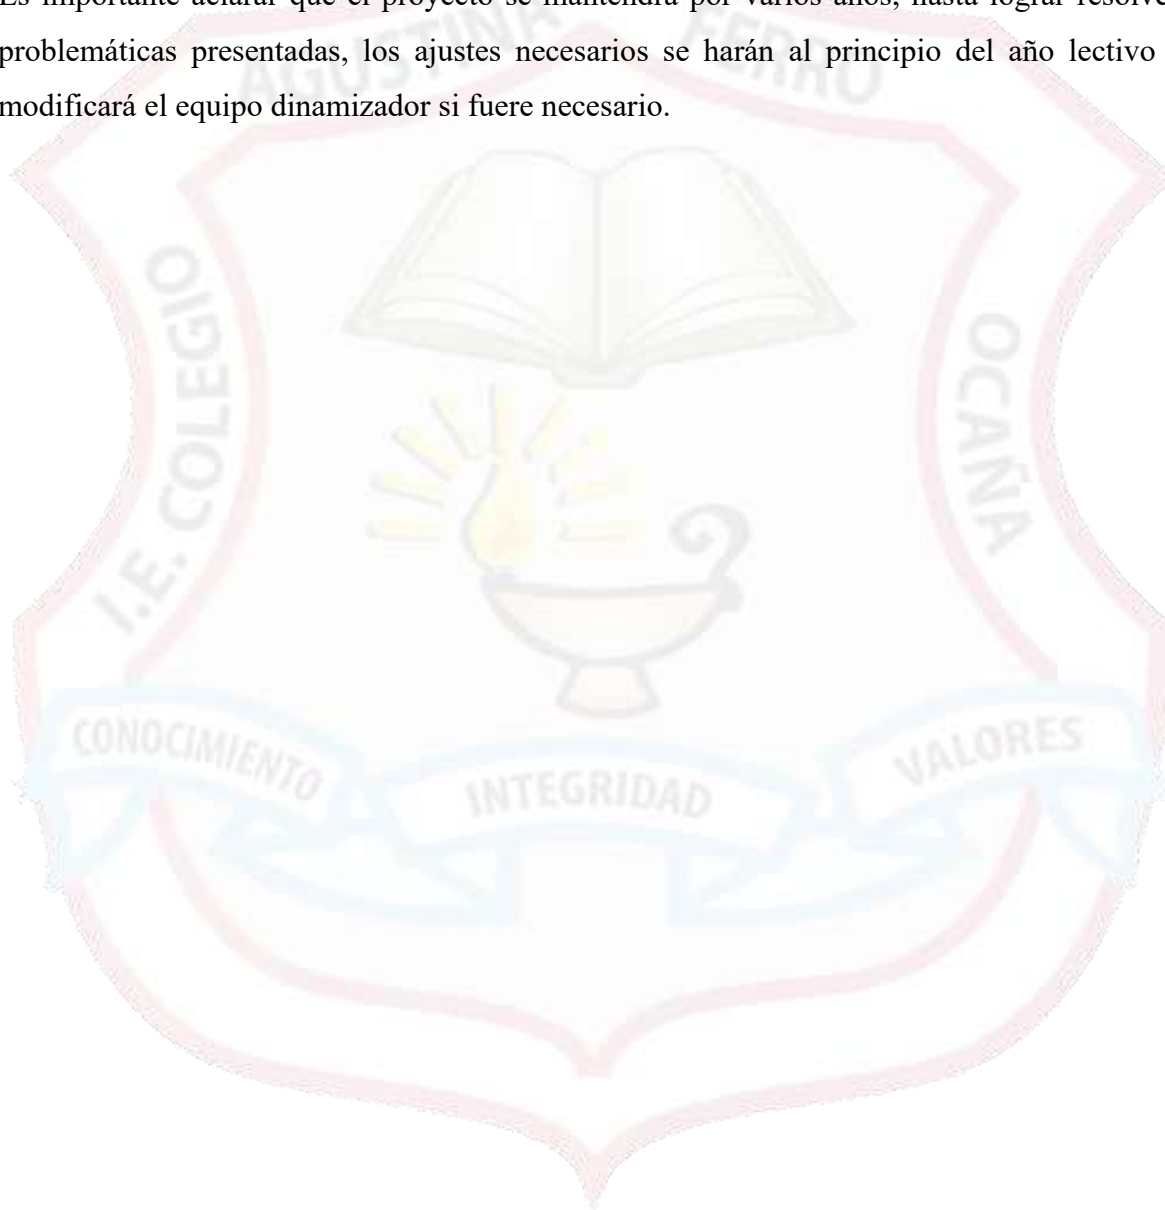 Es importante aclarar que el proyecto se mantendrá por varios años, hasta lograr resolve
problemáticas presentadas, los ajustes necesarios se harán al principio del año lectivo
modificará el equipo dinamizador si fuere necesario.
AGUSTINA FERRO
I.E. COLEGIO
OCAÑA
CONOCIMIENTO
INTEGRIDAD
VALORES